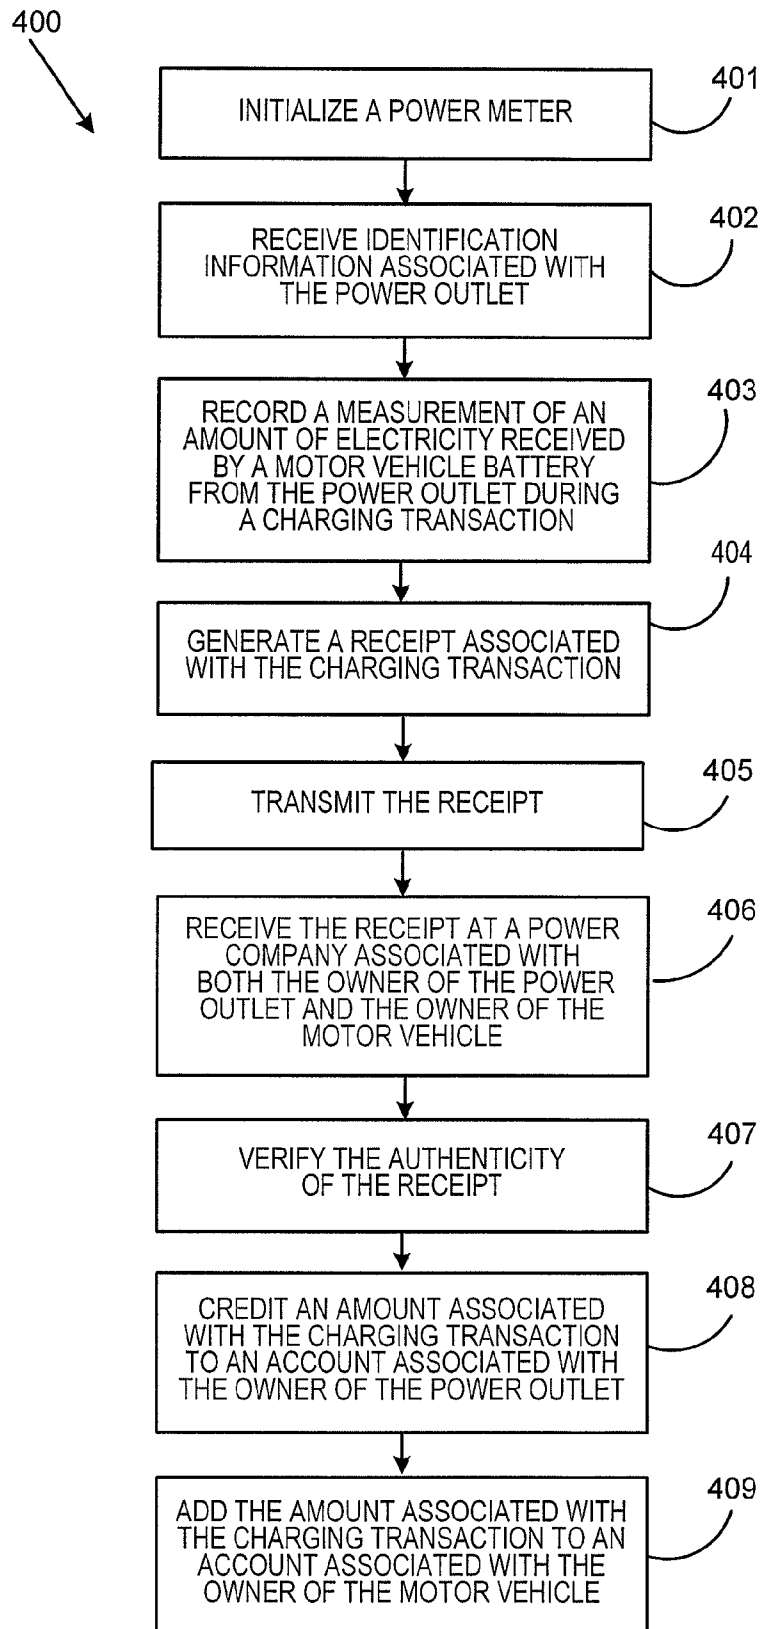 400
INITIALIZE A POWER METER
401
RECEIVE IDENTIFICATION
INFORMATION ASSOCIATED WITH
THE POWER OUTLET
402
RECORD A MEASUREMENT OF AN
AMOUNT OF ELECTRICITY RECEIVED
BY A MOTOR VEHICLE BATTERY
FROM THE POWER OUTLET DURING
A CHARGING TRANSACTION
403
GENERATE A RECEIPT ASSOCIATED
WITH THE CHARGING TRANSACTION
404
TRANSMIT THE RECEIPT
405
RECEIVE THE RECEIPT AT A POWER
COMPANY ASSOCIATED WITH
BOTH THE OWNER OF THE POWER
OUTLET AND THE OWNER OF THE
MOTOR VEHICLE
406
VERIFY THE AUTHENTICITY
OF THE RECEIPT
407
CREDIT AN AMOUNT ASSOCIATED
WITH THE CHARGING TRANSACTION
TO AN ACCOUNT ASSOCIATED WITH
THE OWNER OF THE POWER OUTLET
408
ADD THE AMOUNT ASSOCIATED WITH
THE CHARGING TRANSACTION TO AN
ACCOUNT ASSOCIATED WITH THE
OWNER OF THE MOTOR VEHICLE
409